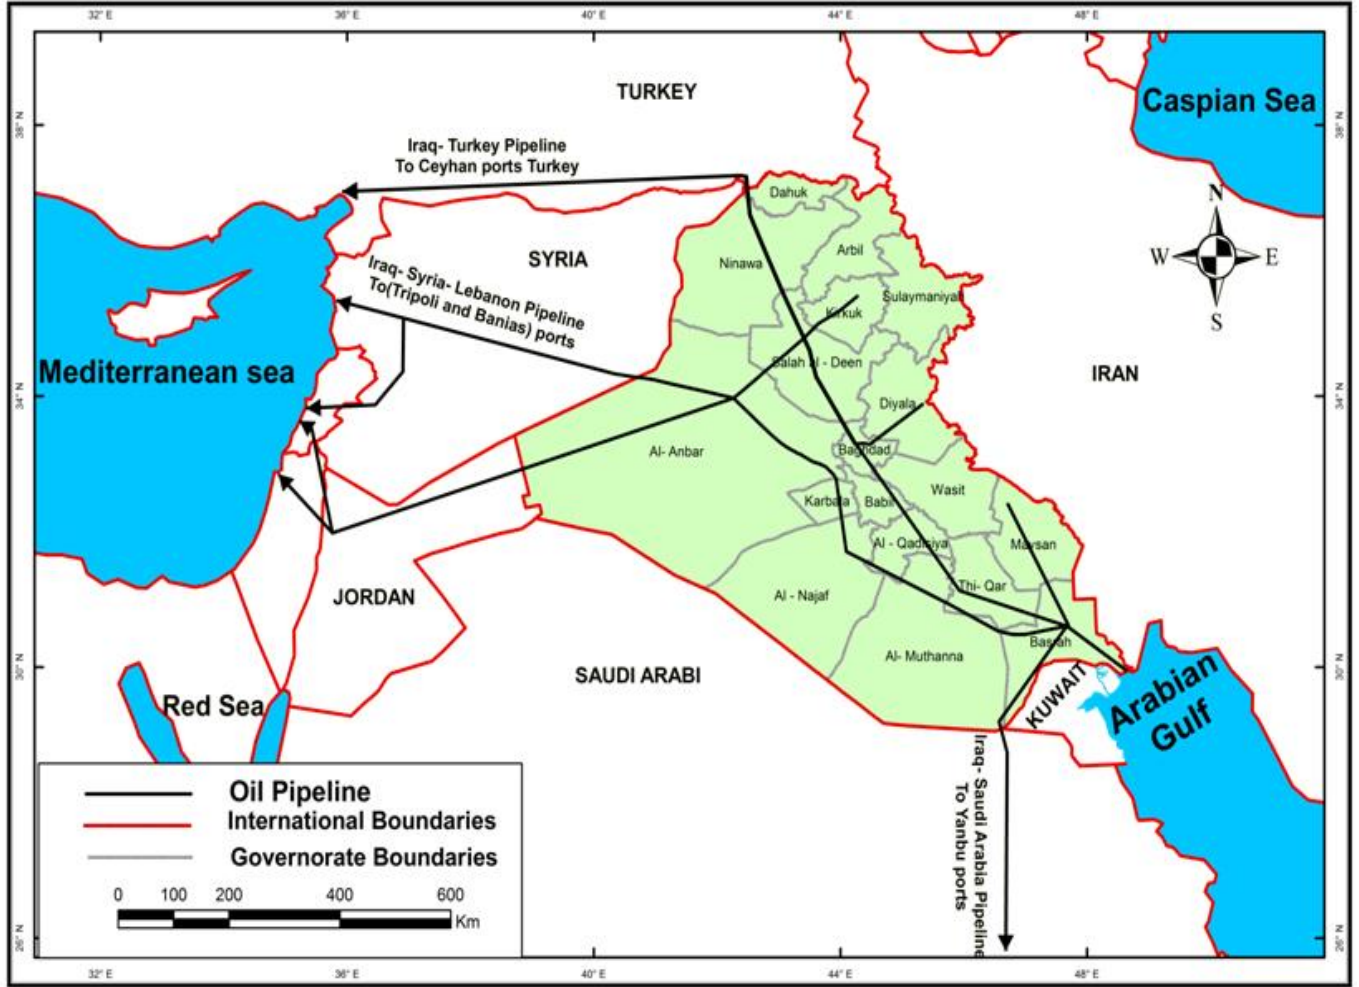 32° E
36° E
40° E
44° E
48° E
38° N
38° N
TURKEY
Caspian Sea
Iraq- Turkey Pipeline
To Ceyhan ports Turkey
Dahuk
N
W
E
S
SYRIA
Arbil
Ninawa
Iraq- Syria- Lebanon Pipeline
To(Tripoli and Banias) ports
Sulaymaniyah
Kirkuk
Mediterranean sea
Salah al - Deen
IRAN
34° N
34° N
Diyala
Al- Anbar
Baghdad
Wasit
Karbala
Babil
Al - Qadisiya
Maysan
JORDAN
Al - Najaf
Thi- Qar
Basrah
Al- Muthanna
SAUDI ARABI
30° N
30° N
KUWAIT
Arabian
Gulf
Red Sea
Iraq- Saudi Arabia Pipeline
To Yanbu ports
Oil Pipeline
International Boundaries
Governorate Boundaries
0 100 200 400 600
Km
26° N
26° N
32° E
36° E
40° E
44° E
48° E